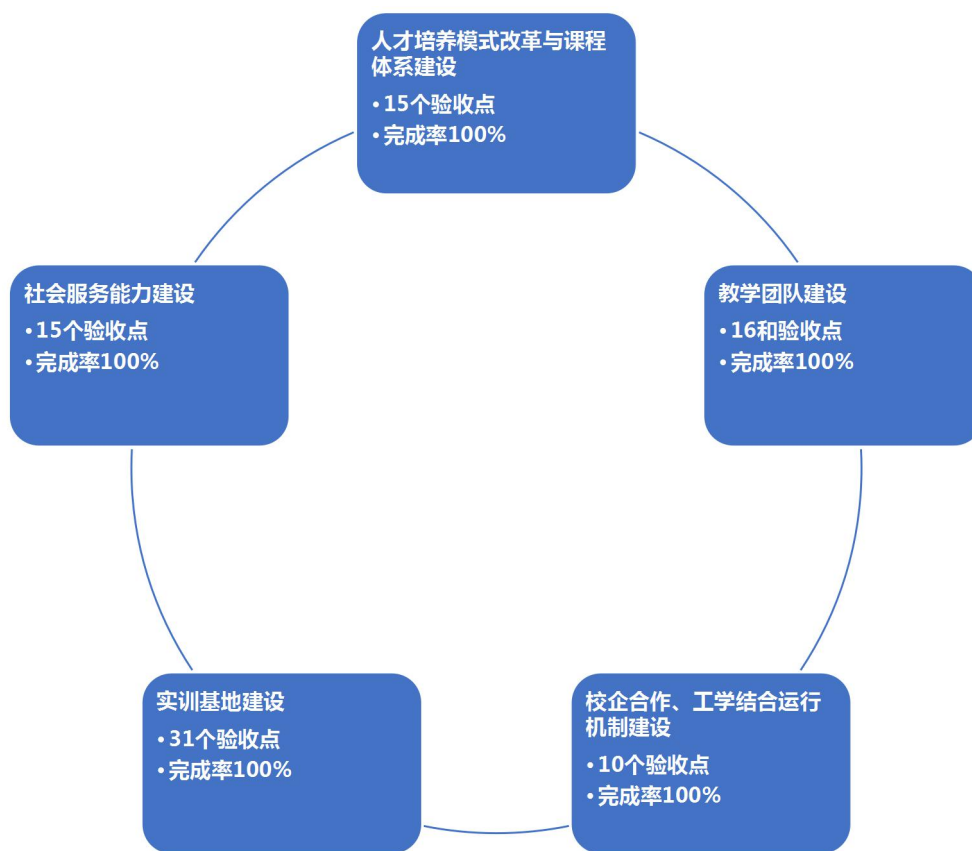 人才培养模式改革与课程
体系建设
•15个验收点
•完成率100%
社会服务能力建设
•15个验收点
•完成率100%
教学团队建设
•16和验收点
•完成率100%
实训基地建设
•31个验收点
•完成率100%
校企合作、工学结合运行
机制建设
•10个验收点
•完成率100%